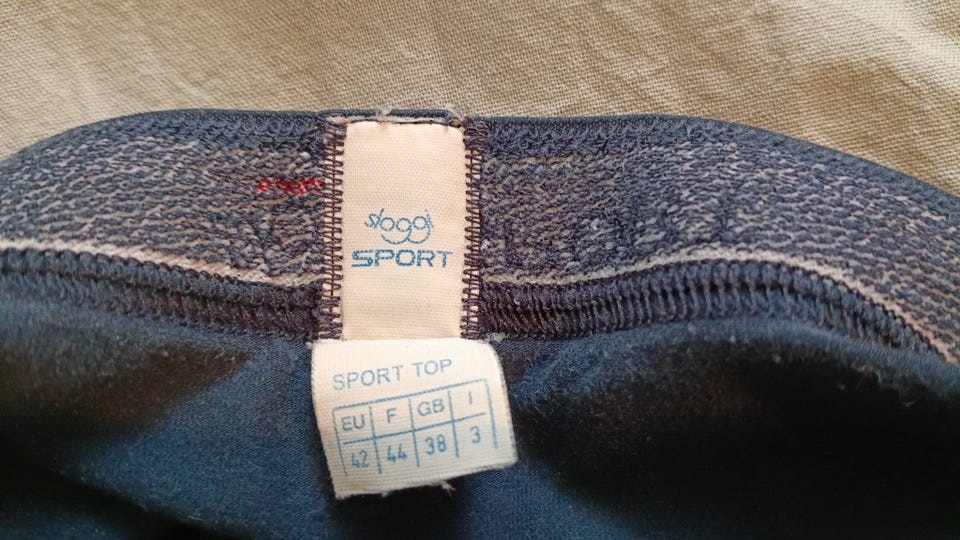 sloggi
SPORT
SPORT TOP
EU F GB I
42 44 38 3